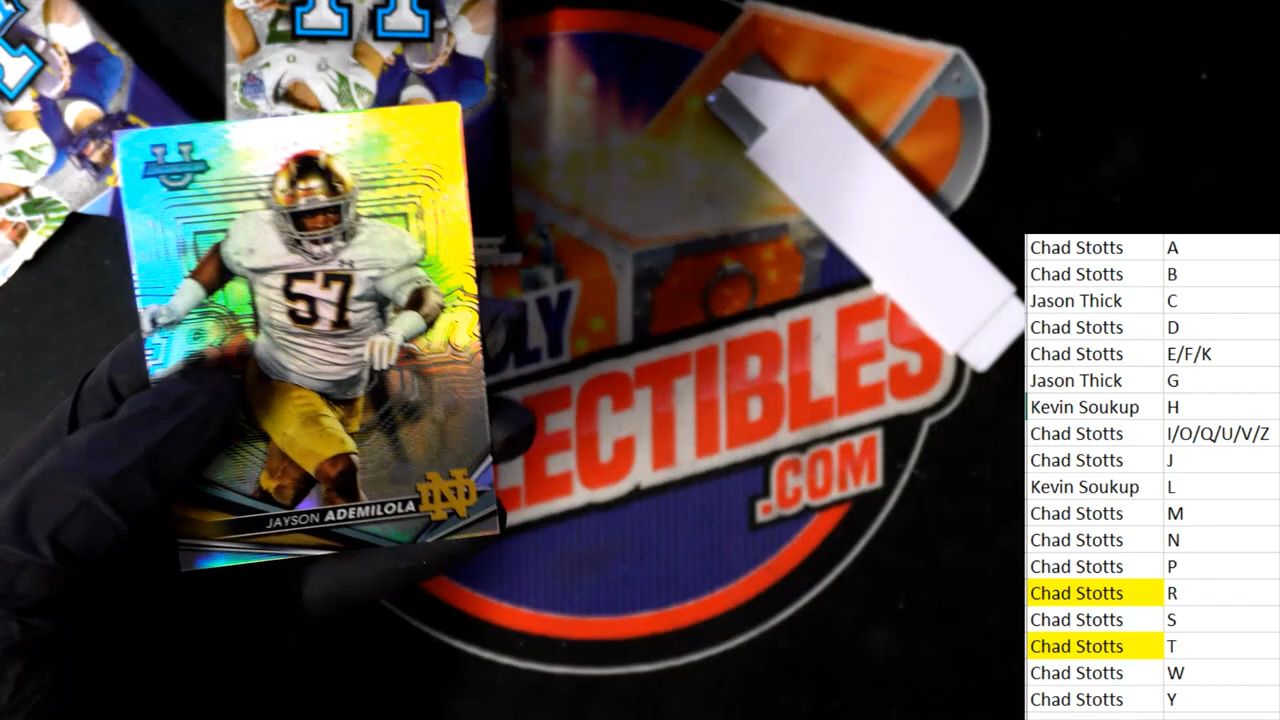 U
57
JAYSON ADEMILOLA
ND
LY
LECTIBLES
.COM
Chad Stotts A
Chad Stotts B
Jason Thick C
Chad Stotts D
Chad Stotts E/F/K
Jason Thick G
Kevin Soukup H
Chad Stotts I/O/Q/U/V/Z
Chad Stotts J
Kevin Soukup L
Chad Stotts M
Chad Stotts N
Chad Stotts P
Chad Stotts R
Chad Stotts S
Chad Stotts T
Chad Stotts W
Chad Stotts Y